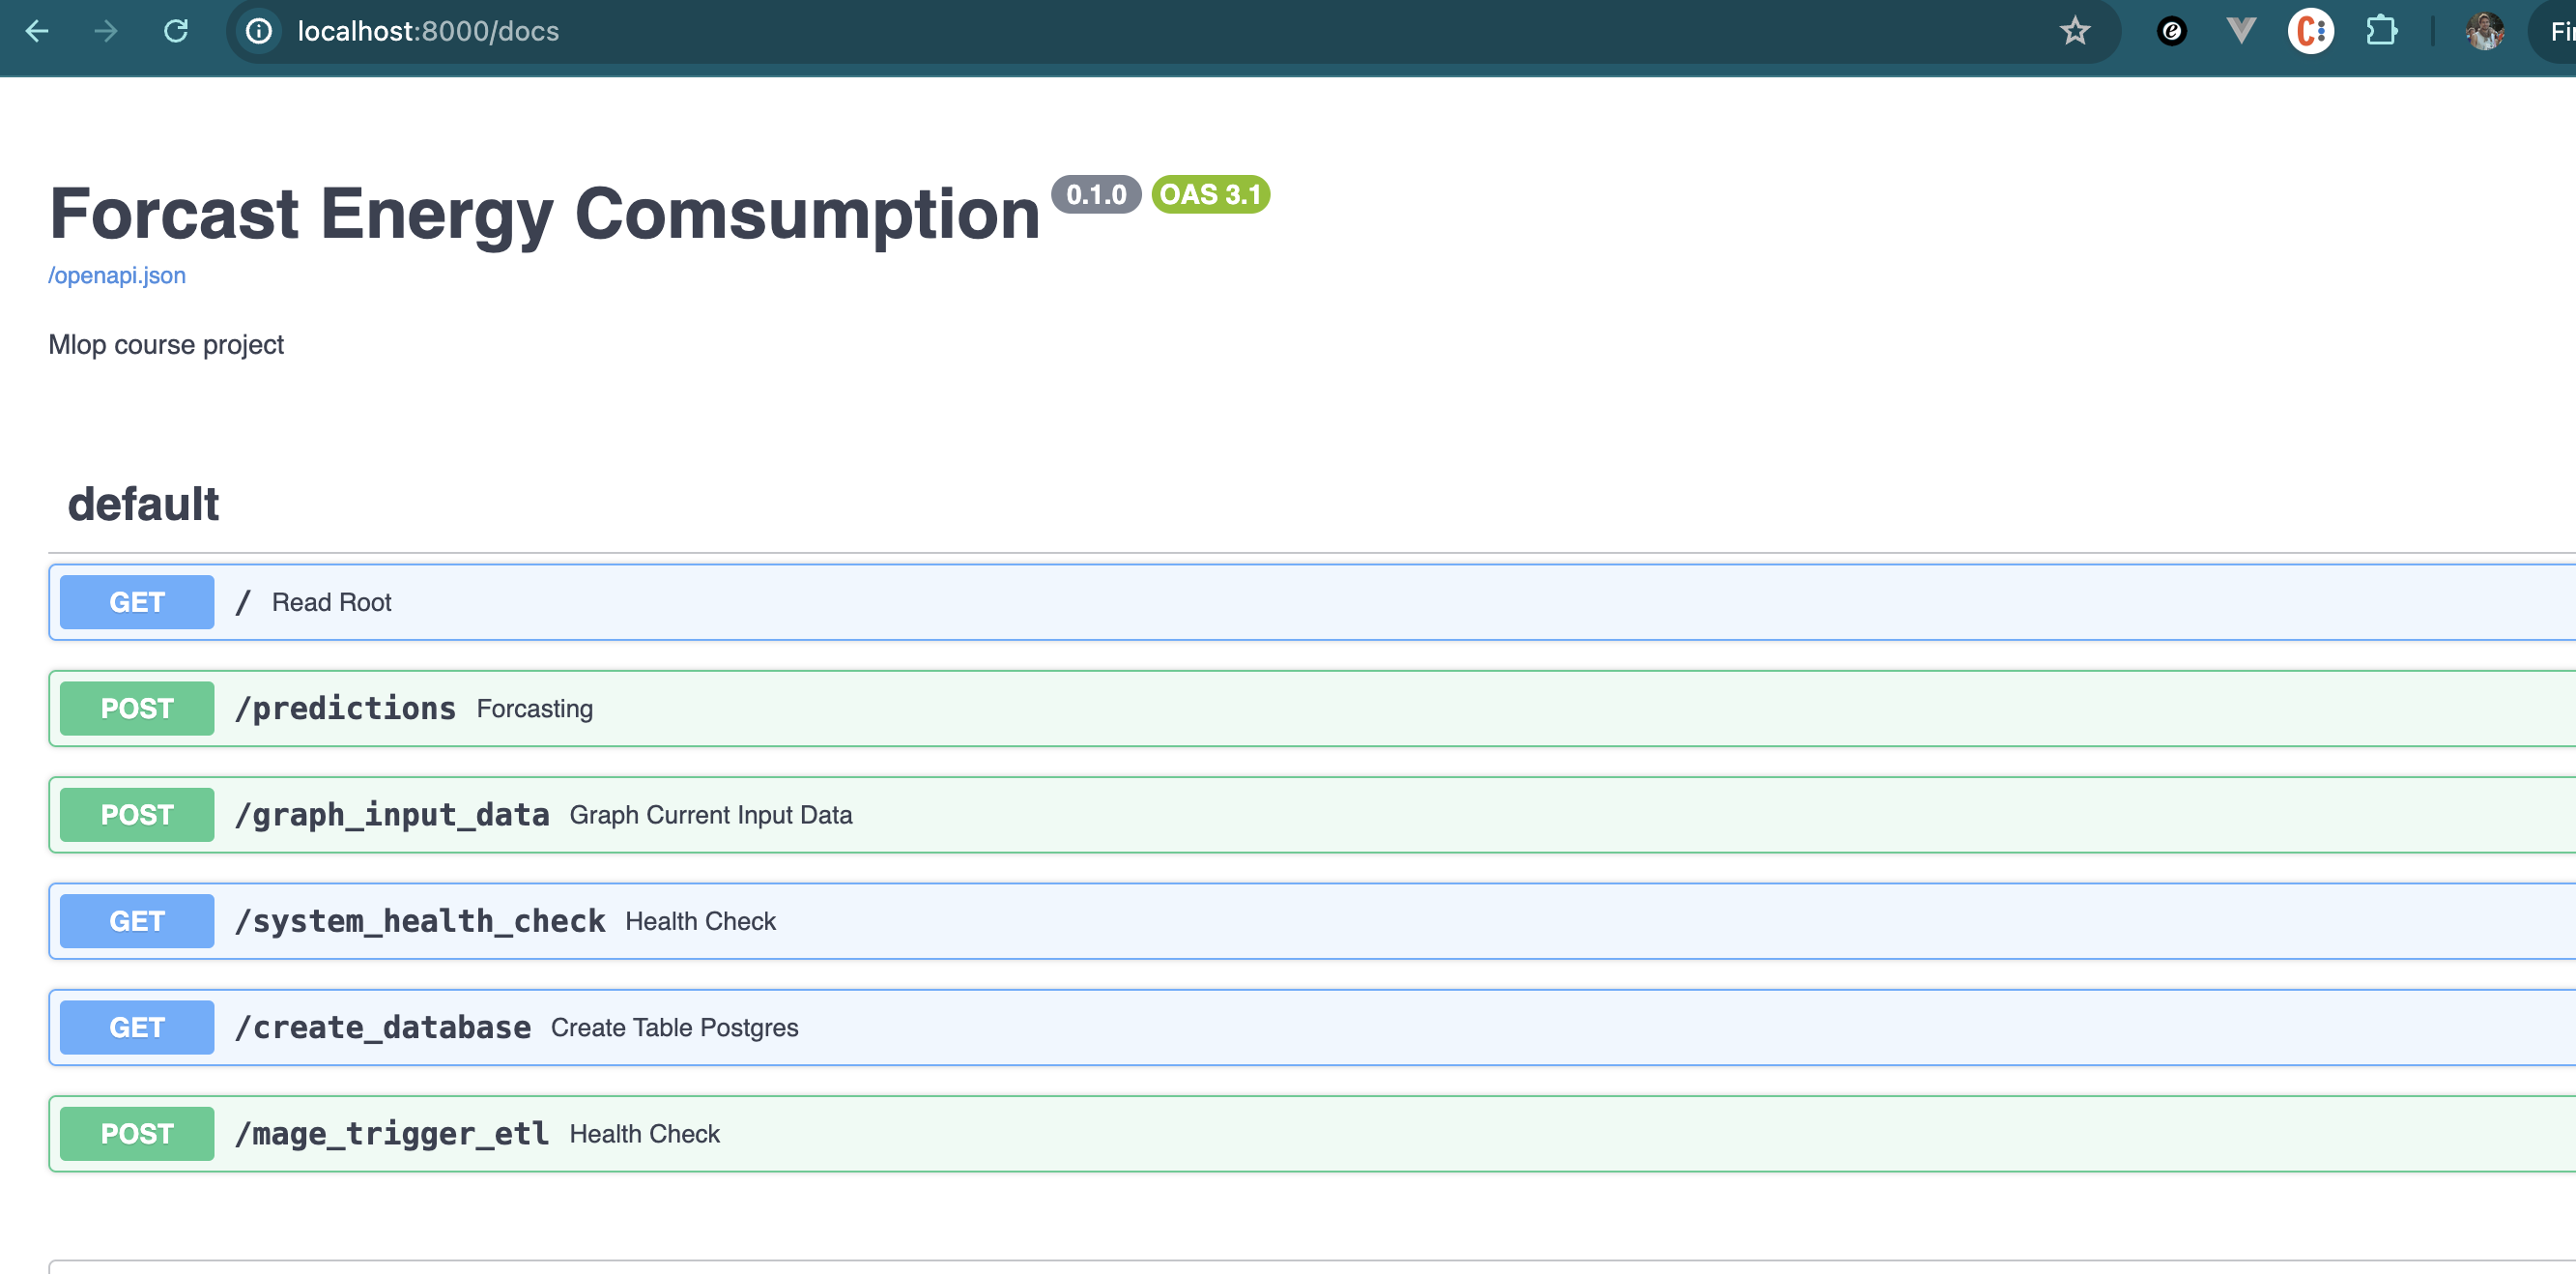 localhost:8000/docs
Forcast Energy Comsumption 0.1.0 OAS 3.1
/openapi.json
Mlop course project
default
GET / Read Root
POST /predictions Forcasting
POST /graph_input_data Graph Current Input Data
GET /system_health_check Health Check
GET /create_database Create Table Postgres
POST /mage_trigger_etl Health Check